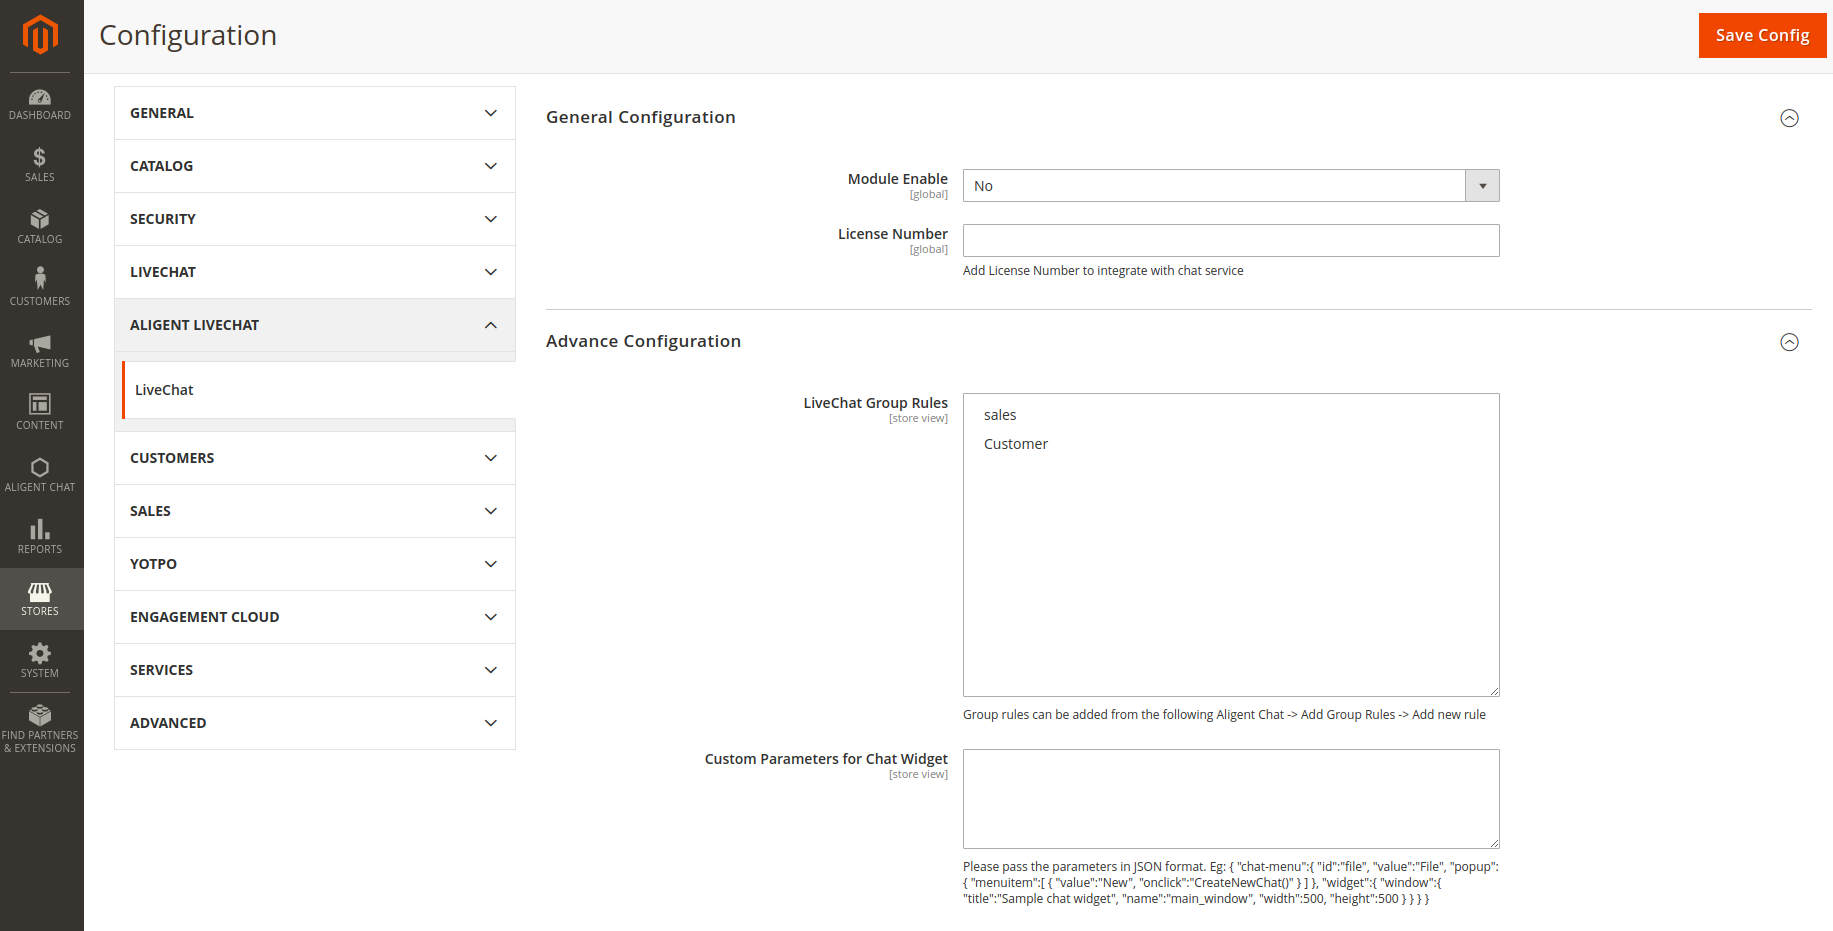 Configuration
Save Config
DASHBOARD
$
SALES
CATALOG
CUSTOMERS
MARKETING
CONTENT
ALIGENT CHAT
REPORTS
STORES
SYSTEM
FIND PARTNERS
& EXTENSIONS
GENERAL
CATALOG
SECURITY
LIVECHAT
ALIGENT LIVECHAT
LiveChat
CUSTOMERS
SALES
YOTPO
ENGAGEMENT CLOUD
SERVICES
ADVANCED
General Configuration
Module Enable
[global]
No
License Number
[global]
Add License Number to integrate with chat service
Advance Configuration
LiveChat Group Rules
[store view]
sales
Customer
Group rules can be added from the following Aligent Chat -> Add Group Rules -> Add new rule
Custom Parameters for Chat Widget
[store view]
Please pass the parameters in JSON format. Eg: { "chat-menu":{ "id":"file", "value":"File", "popup":
{ "menuitem":[ { "value":"New", "onclick":"CreateNewChat()" } ] }, "widget":{ "window":{
"title":"Sample chat widget", "name":"main_window", "width":500, "height":500 } } } }